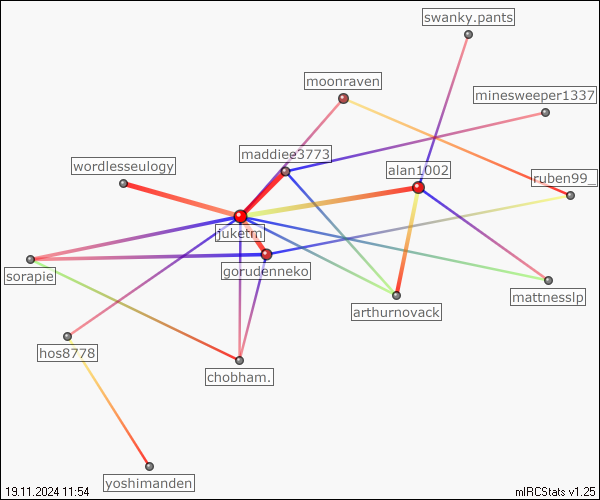 swanky.pants
moonraven
minesweeper1337
maddiee3773
wordlesseulogy
alan1002
ruben99_
juketm
sorapie
gorudenneko
mattnesslp
arthurnovack
hos8778
chobham.
yoshimanden
19.11.2024 11:54
mIRCStats v1.25